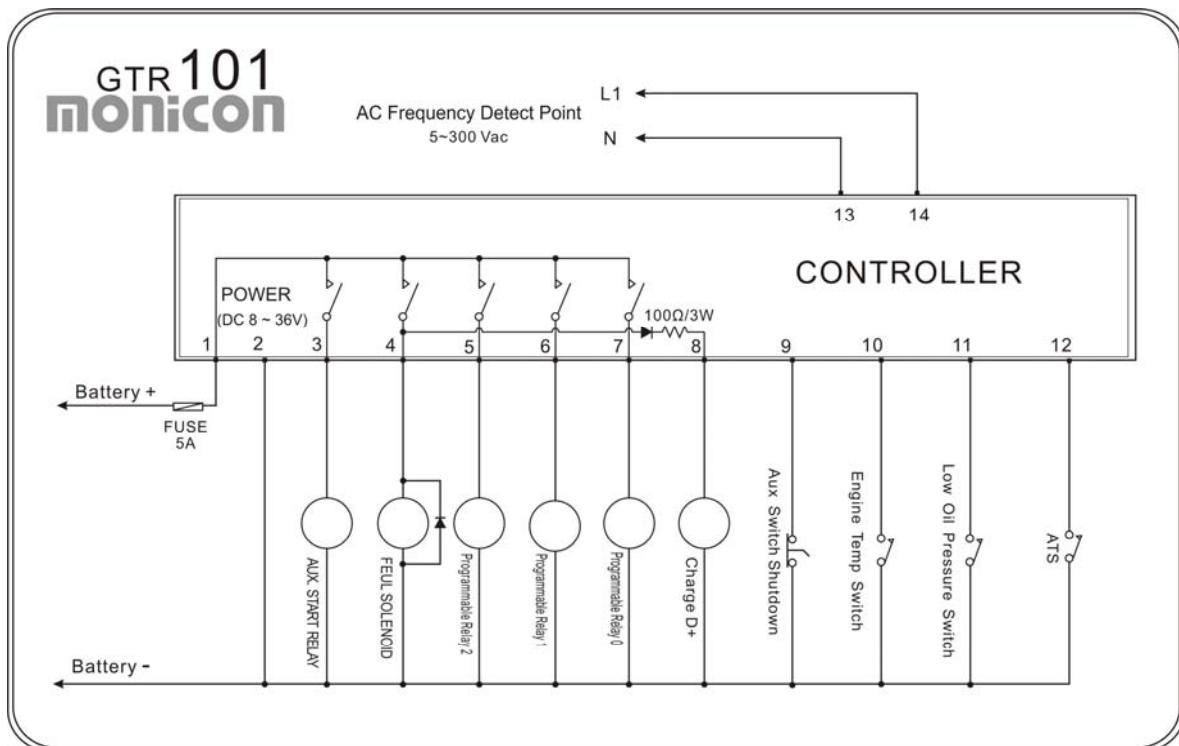 GTR 101
monicon
AC Frequency Detect Point
5~300 Vac
L1
N
13
14
CONTROLLER
POWER
(DC 8 ~ 36V)
100Ω/3W
1
2
3
4
5
6
7
8
9
10
11
12
Battery +
FUSE
5A
AUX. START RELAY
FEUL SOLENOID
Programmable Relay 2
Programmable Relay 1
Programmable Relay 0
Charge D+
Aux Switch Shutdown
Engine Temp Switch
Low Oil Pressure Switch
ATS
Battery -